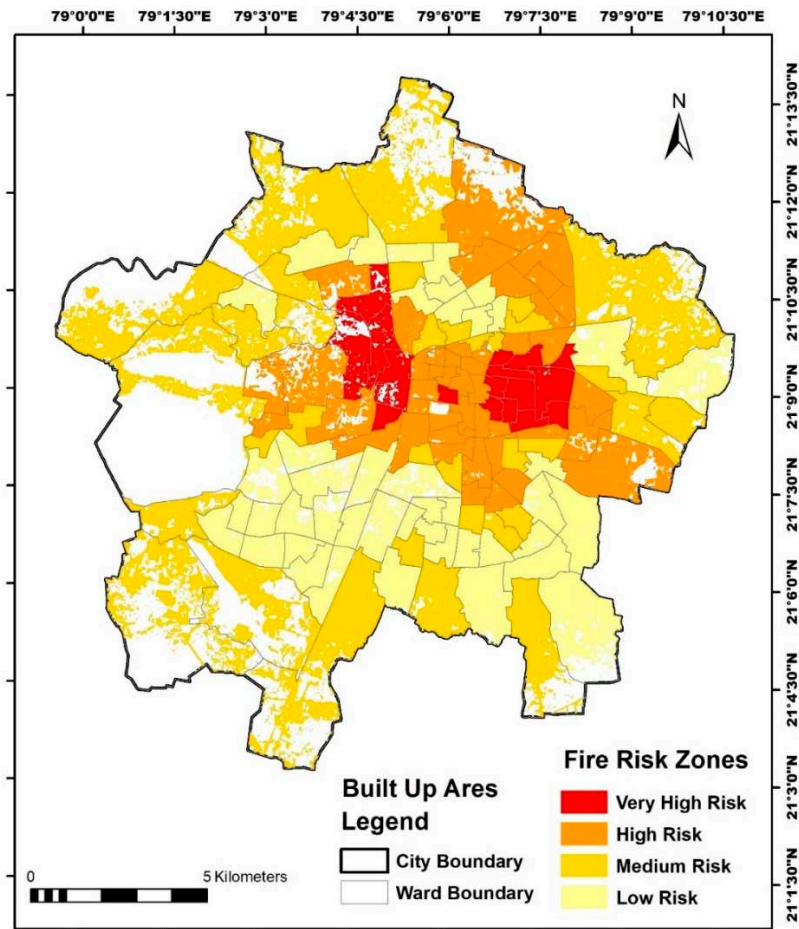 79°0'0"E 79°1'30"E 79°3'0"E 79°4'30"E 79°6'0"E 79°7'30"E 79°9'0"E 79°10'30"E
N
21°13'30"N
21°12'0"N
21°10'30"N
21°9'0"N
21°7'30"N
21°6'0"N
21°4'30"N
21°3'0"N
21°1'30"N
Built Up Ares
Legend
City Boundary
Ward Boundary
Fire Risk Zones
Very High Risk
High Risk
Medium Risk
Low Risk
0 5 Kilometers